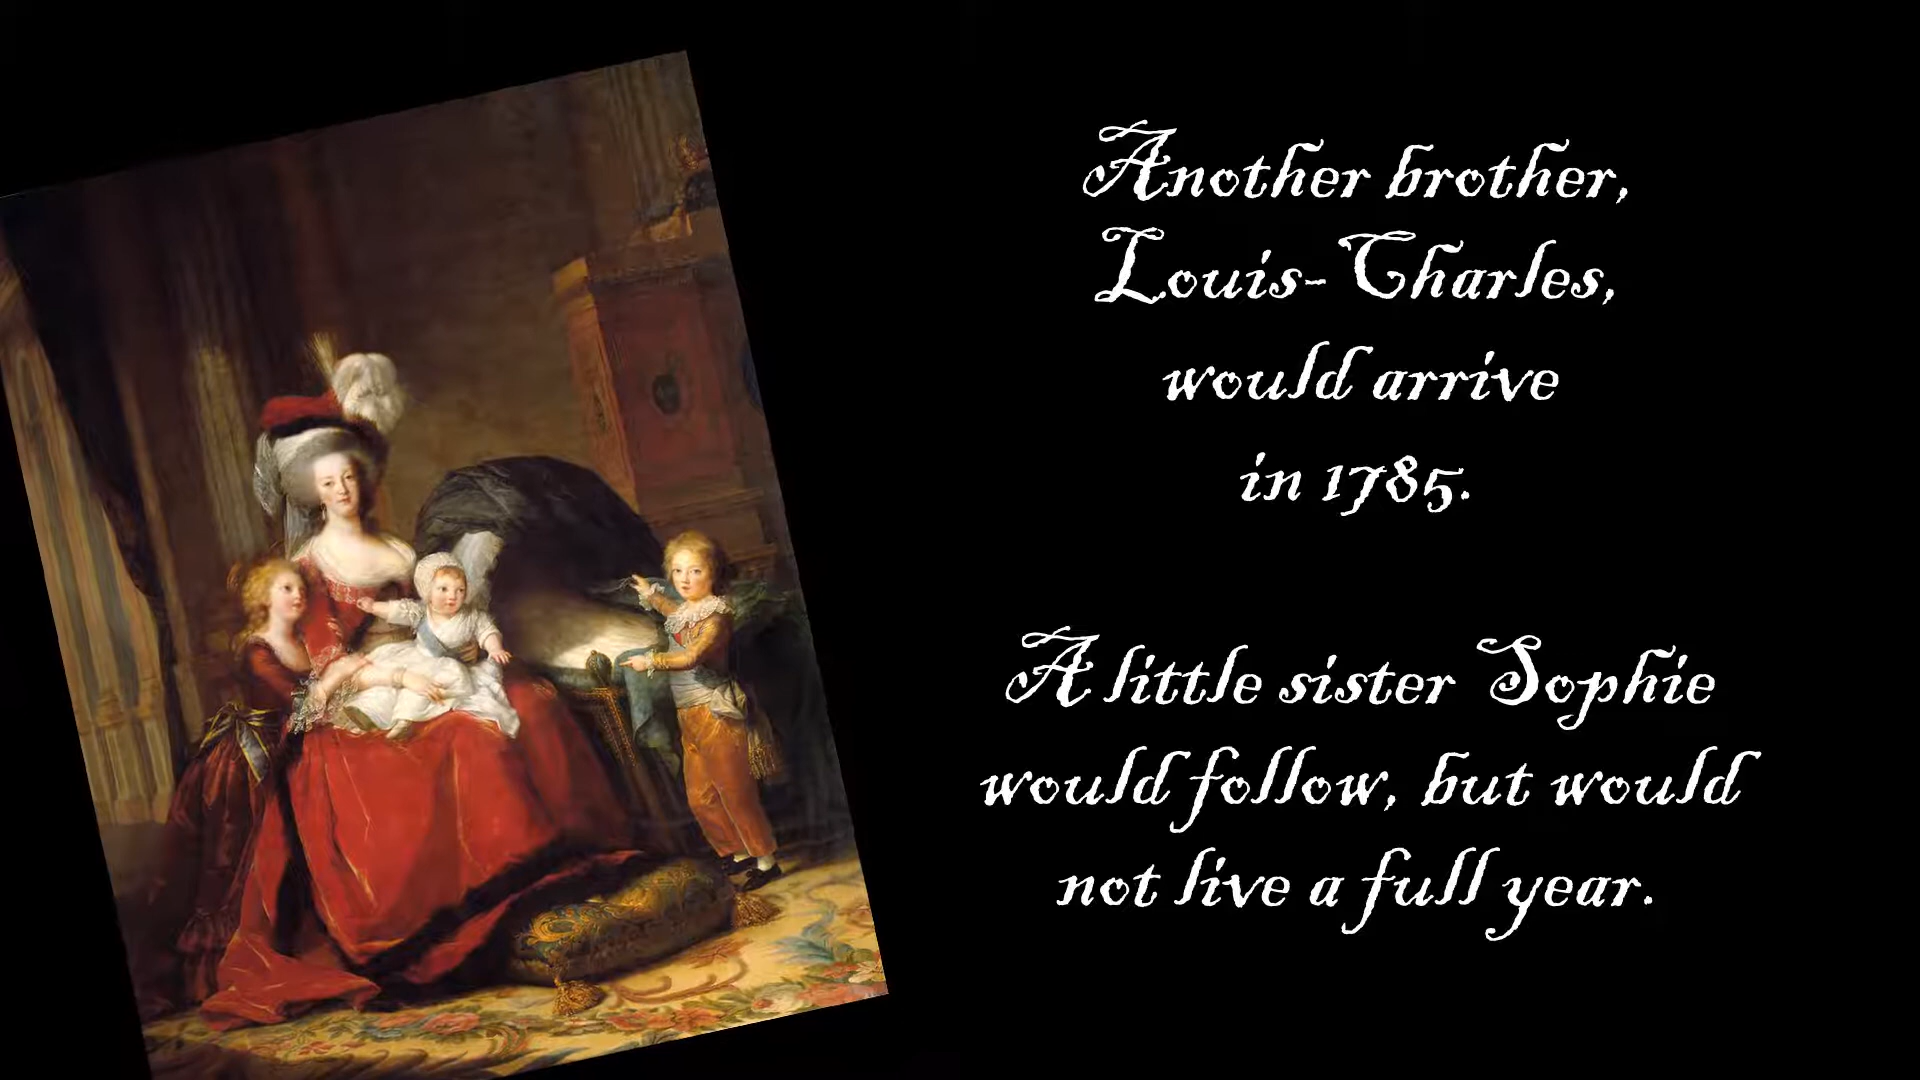 Another brother,
Louis-Charles,
would arrive
in 1785.
A little sister Sophie
would follow, but would
not live a full year.